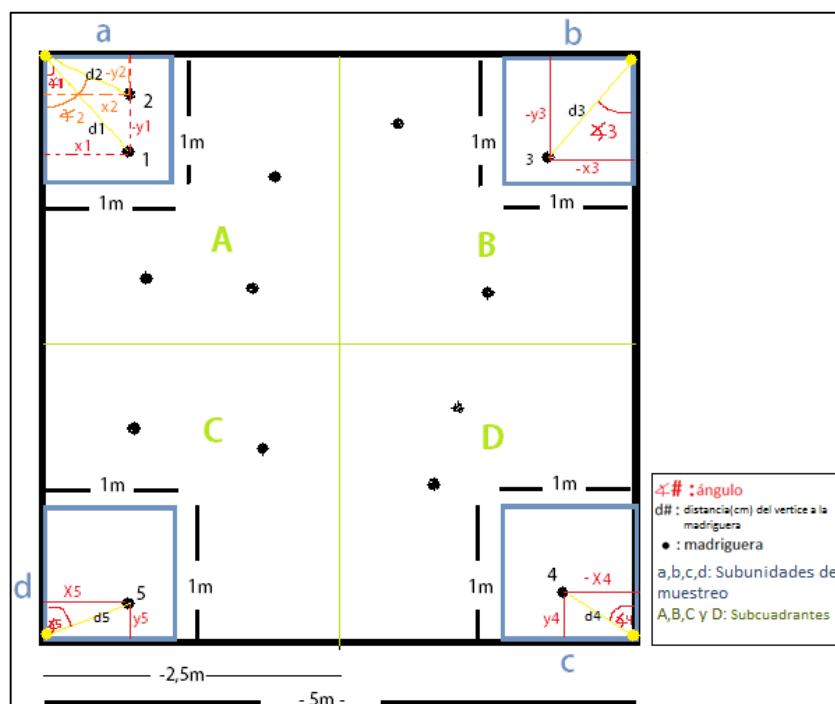 a
b
∡1
d2
-y2
2
x2
∡2
d1
-y1
x1
1
1m
1m
-y3
d3
∡3
3
-x3
1m
1m
A
B
C
D
1m
1m
d
X5
5
∡5
d5
y5
1m
1m
4
-X4
y4
d4
∡4
c
-2,5m
- 5m
∡# : ángulo
d# : distancia(cm) del vertice a la
madriguera
• : madriguera
a,b,c,d: Subunidades de
muestreo
A,B,C y D: Subcuadrantes